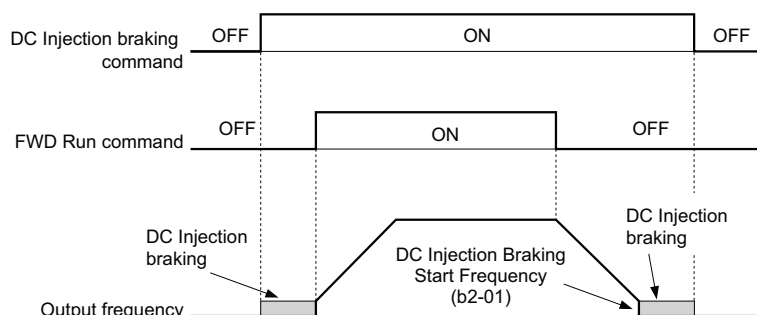 DC Injection braking
command
OFF
ON
OFF
FWD Run command
OFF
ON
OFF
DC Injection
braking
DC Injection Braking
Start Frequency
(b2-01)
DC Injection
braking
Output frequency